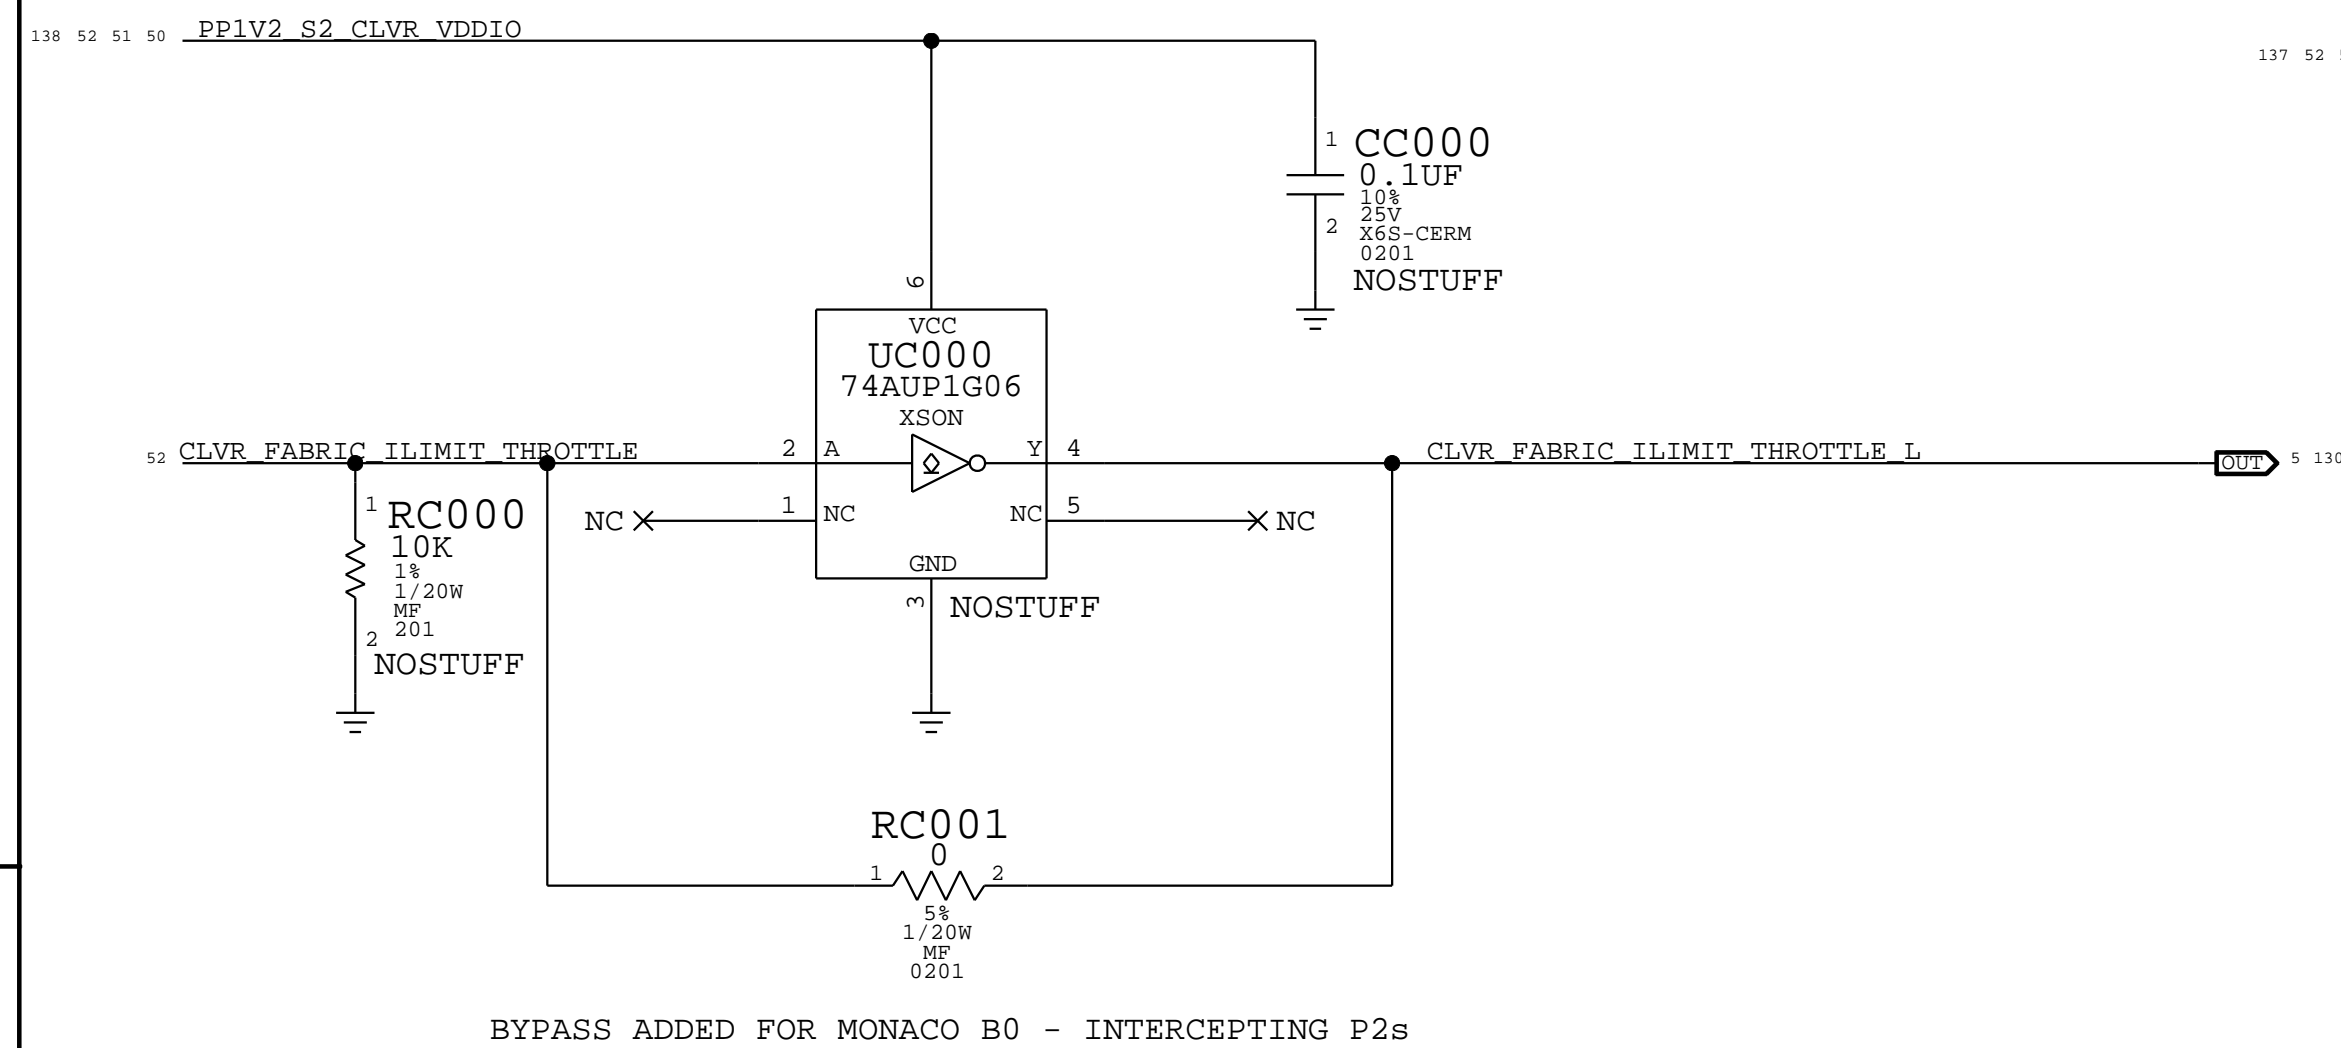 138 52 51 50 PP1V2_S2_CLVR_VDDIO
137 52
1 CC000
0.1UF
10%
25V
2 X6S-CERM
0201
NOSTUFF
6
VCC
UC000
74AUP1G06
XSON
52 CLVR_FABRIC_ILIMIT_THROTTLE 2 A Y 4 CLVR_FABRIC_ILIMIT_THROTTLE_L OUT 5 130
NC 1 NC NC 5 NC
GND
3 NOSTUFF
1 RC000
10K
1%
1/20W
MF
201
2
NOSTUFF
RC001
0
1 2
5%
1/20W
MF
0201
BYPASS ADDED FOR MONACO B0 - INTERCEPTING P2s